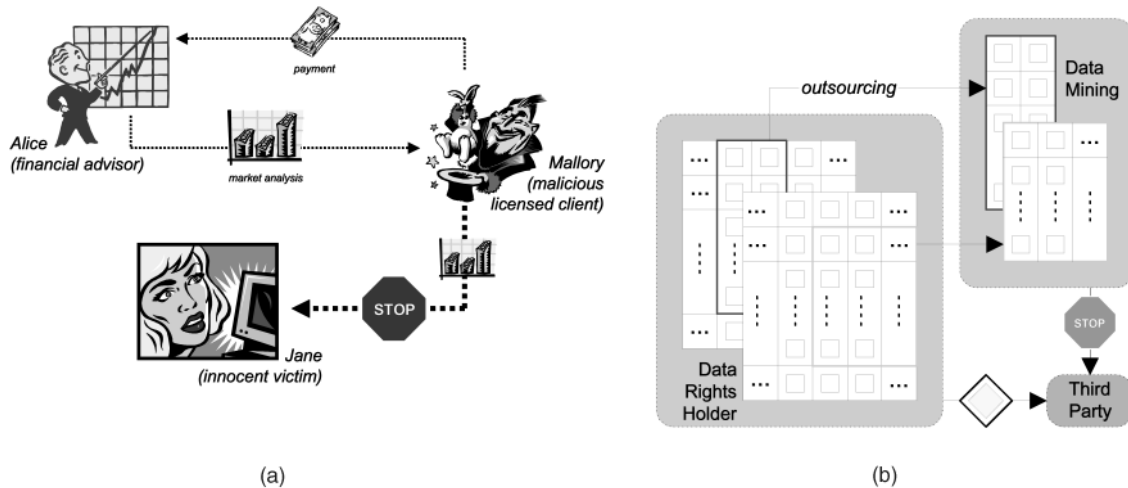 payment
Alice
(financial advisor)
market analysis
Mallory
(malicious
licensed client)
STOP
Jane
(innocent victim)
(a)
outsourcing
Data
Mining
...
...
...
...
...
...
...
...
...
STOP
Data
Rights
Holder
Third
Party
(b)